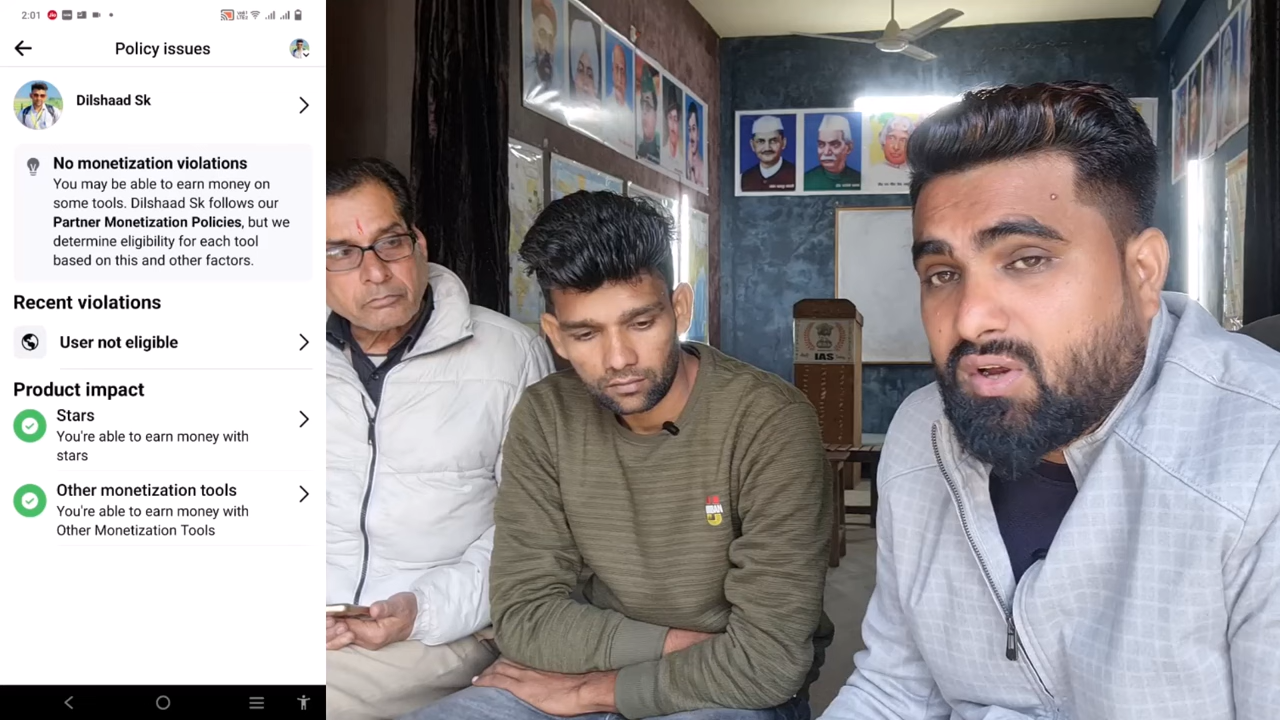 2:01
Policy issues
Dilshaad Sk
No monetization violations
You may be able to earn money on
some tools. Dilshaad Sk follows our
Partner Monetization Policies, but we
determine eligibility for each tool
based on this and other factors.
Recent violations
User not eligible
Product impact
Stars
You're able to earn money with
stars
Other monetization tools
You're able to earn money with
Other Monetization Tools
IAS